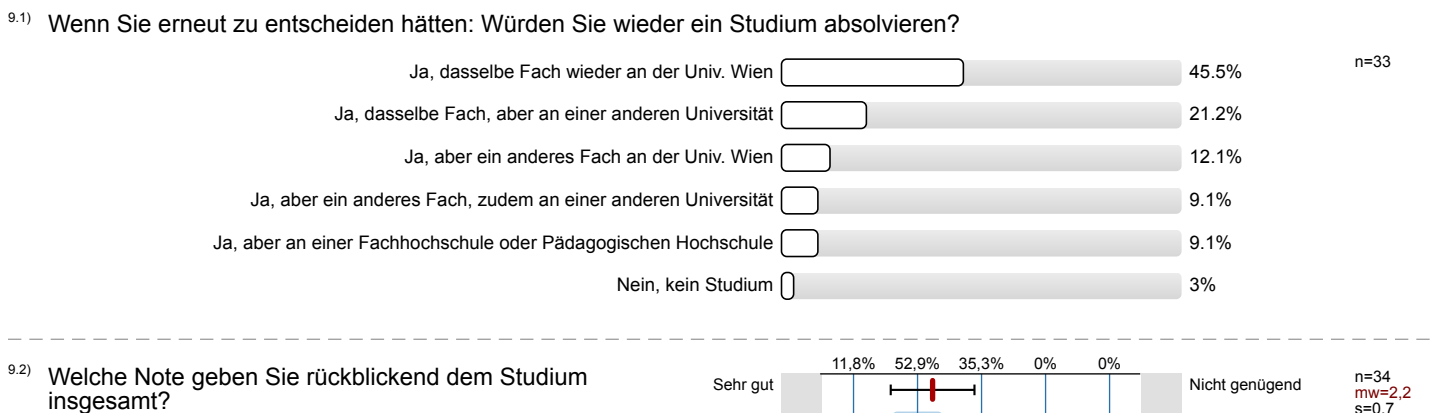 9.1) Wenn Sie erneut zu entscheiden hätten: Würden Sie wieder ein Studium absolvieren?
Ja, dasselbe Fach wieder an der Univ. Wien 45.5% n=33
Ja, dasselbe Fach, aber an einer anderen Universität 21.2%
Ja, aber ein anderes Fach an der Univ. Wien 12.1%
Ja, aber ein anderes Fach, zudem an einer anderen Universität 9.1%
Ja, aber an einer Fachhochschule oder Pädagogischen Hochschule 9.1%
Nein, kein Studium 3%
9.2) Welche Note geben Sie rückblickend dem Studium
insgesamt?
11,8% 52,9% 35,3% 0% 0%
Sehr gut Nicht genügend
n=34
mw=2,2
s=0,7